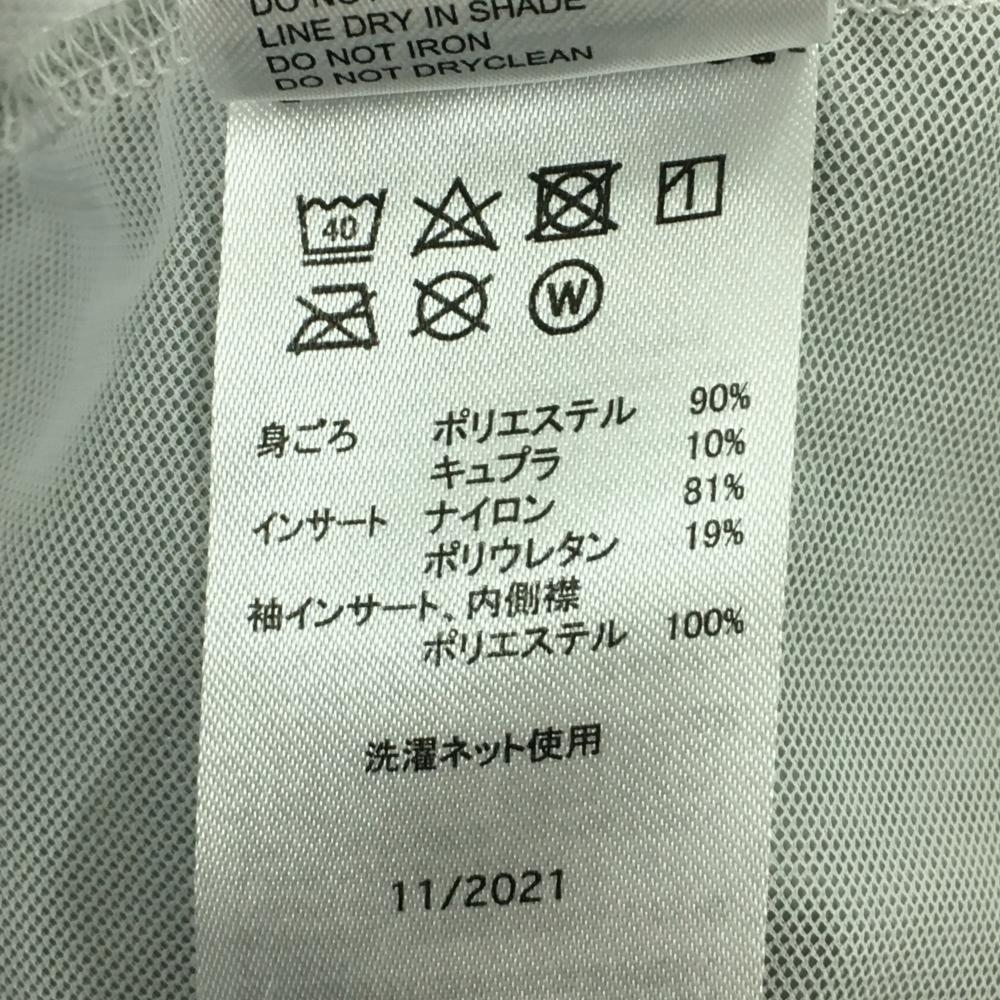 DO NOT
LINE DRY IN SHADE
DO NOT IRON
DO NOT DRYCLEAN
40
W
身ごろ ポリエステル 90%
キュプラ 10%
インサート ナイロン 81%
ポリウレタン 19%
袖インサート、内側襟
ポリエステル 100%
洗濯ネット使用
11/2021